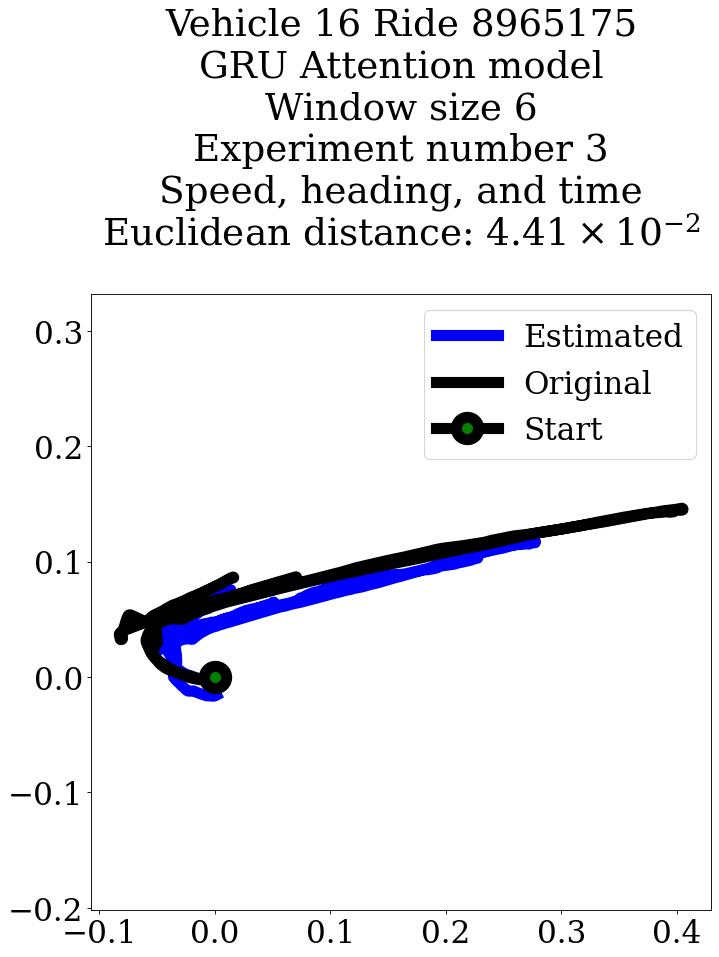 Vehicle 16 Ride 8965175
GRU Attention model
Window size 6
Experiment number 3
Speed, heading, and time
Euclidean distance: 4.41 × 10⁻²
Estimated
Original
Start
0.3
0.2
0.1
0.0
−0.1
−0.2
−0.1 0.0 0.1 0.2 0.3 0.4